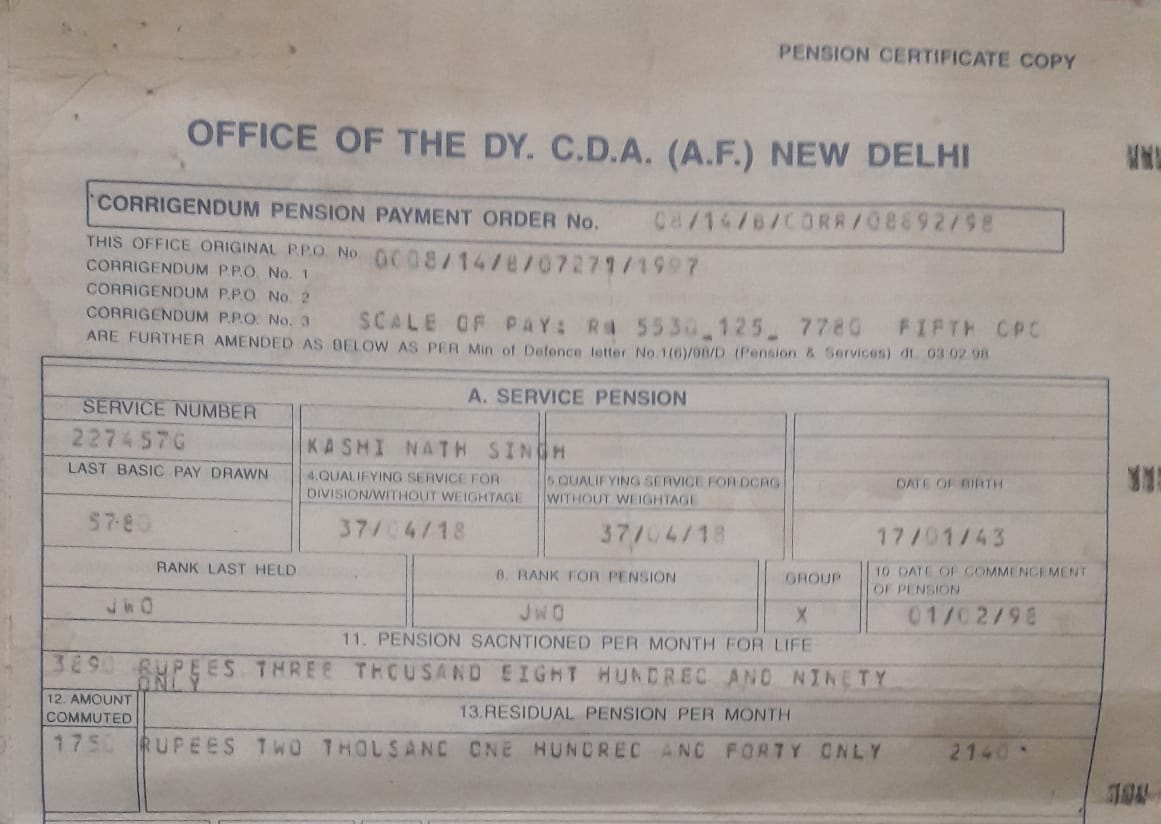 PENSION CERTIFICATE COPY
OFFICE OF THE DY. C.D.A. (A.F.) NEW DELHI
CORRIGENDUM PENSION PAYMENT ORDER No. 08/14/B/CORR/08892/98
THIS OFFICE ORIGINAL P.P.O. No. 0C08/14/B/07271/1997
CORRIGENDUM P.P.O. No. 1
CORRIGENDUM P.P.O. No. 2
CORRIGENDUM P.P.O. No. 3 SCALE OF PAY: RS 5530_125_ 7780 FIFTH CPC
ARE FURTHER AMENDED AS BELOW AS PER Min of Defence letter No.1(6)/98/D (Pension & Services) dt. 03.02.98
A. SERVICE PENSION
SERVICE NUMBER
227457G KASHI NATH SINGH
LAST BASIC PAY DRAWN 4.QUALIFYING SERVICE FOR 5.QUALIFYING SERVICE FOR DCRG DATE OF BIRTH
DIVISION/WITHOUT WEIGHTAGE WITHOUT WEIGHTAGE
5780 37/04/18 37/04/18 17/01/43
RANK LAST HELD 8. RANK FOR PENSION GROUP 10 DATE OF COMMENCEMENT
OF PENSION
JWO JWO X 01/02/98
11. PENSION SACNTIONED PER MONTH FOR LIFE
3890 RUPEES THREE THOUSAND EIGHT HUNDRED AND NINETY
ONLY
12. AMOUNT 13.RESIDUAL PENSION PER MONTH
COMMUTED
1750 RUPEES TWO THOUSAND ONE HUNDRED AND FORTY ONLY 2140